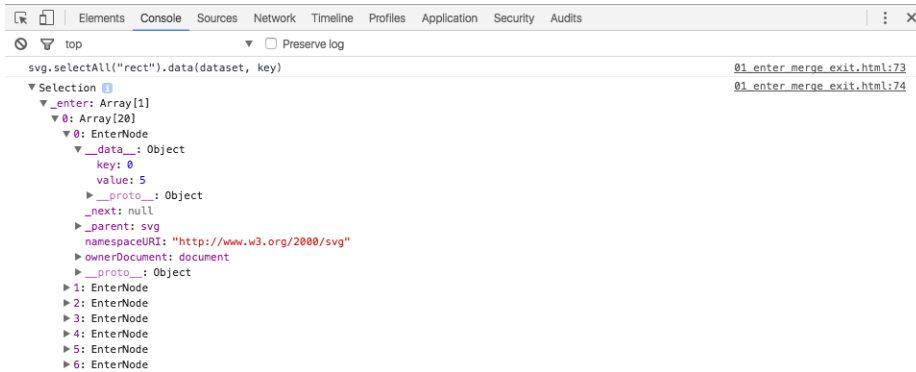 Elements Console Sources Network Timeline Profiles Application Security Audits
top Preserve log
svg.selectAll("rect").data(dataset, key) 01 enter merge exit.html:73
Selection i 01 enter merge exit.html:74
_enter: Array[1]
0: Array[20]
0: EnterNode
__data__: Object
key: 0
value: 5
__proto__: Object
_next: null
_parent: svg
namespaceURI: "http://www.w3.org/2000/svg"
ownerDocument: document
__proto__: Object
1: EnterNode
2: EnterNode
3: EnterNode
4: EnterNode
5: EnterNode
6: EnterNode